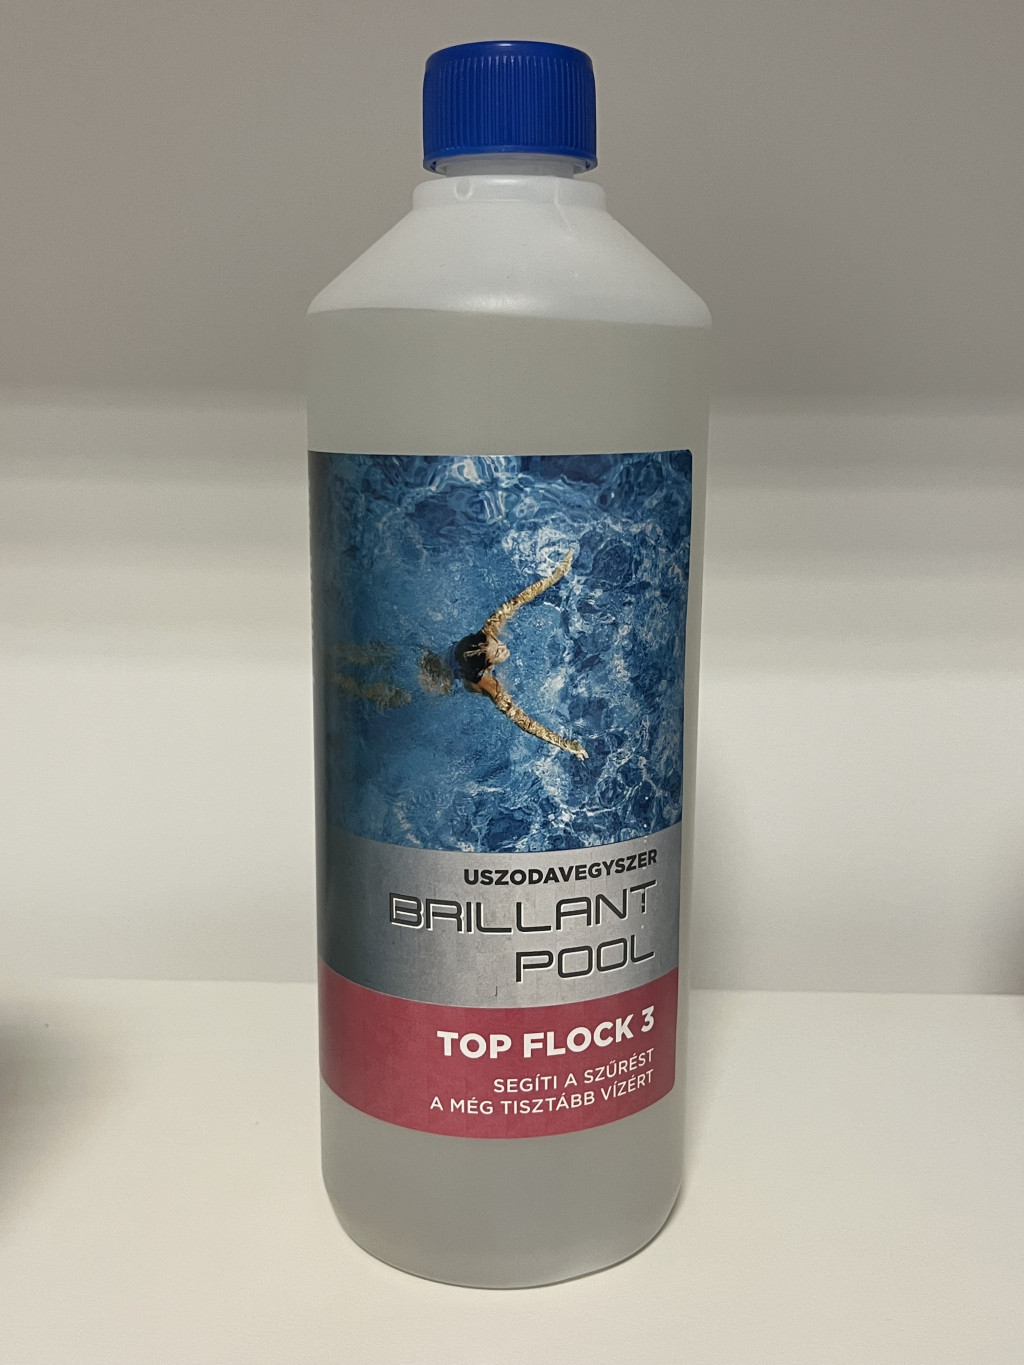 USZODAVEGYSZER
BRILLANT
POOL
TOP FLOCK 3
SEGÍTI A SZŰRÉST
A MÉG TISZTÁBB VÍZÉRT